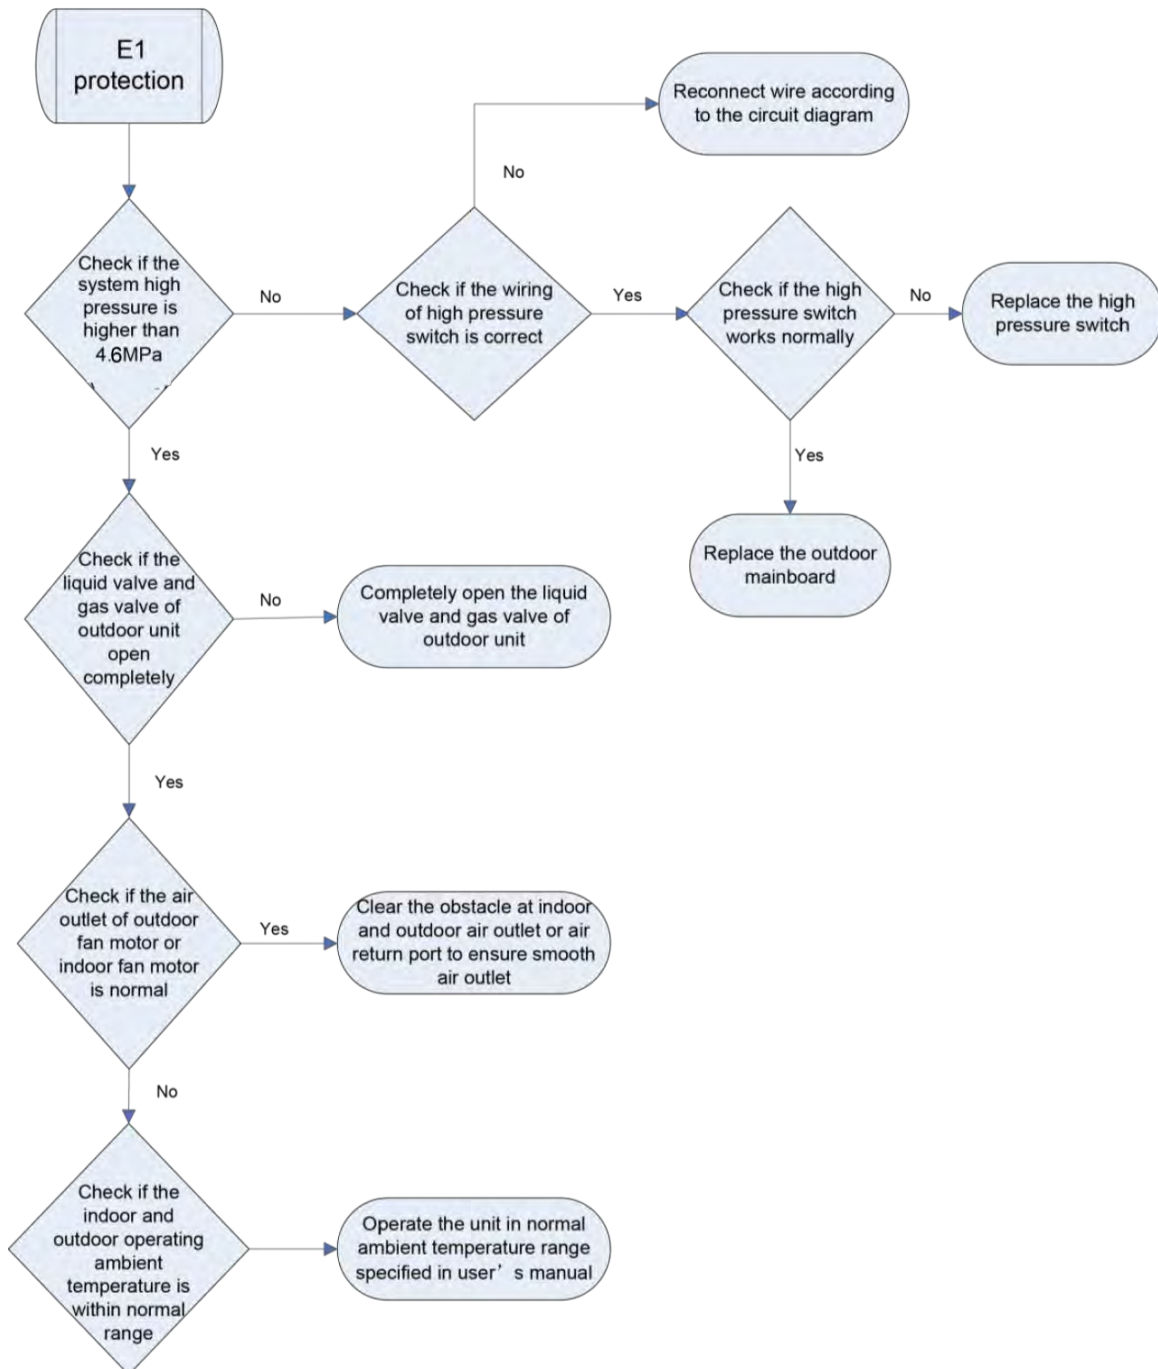 E1
protection
Reconnect wire according
to the circuit diagram
No
Check if the
system high
pressure is
higher than
4.6MPa
No
Check if the wiring
of high pressure
switch is correct
Yes
Check if the high
pressure switch
works normally
No
Replace the high
pressure switch
Yes
Yes
Replace the outdoor
mainboard
Check if the
liquid valve and
gas valve of
outdoor unit
open
completely
No
Completely open the liquid
valve and gas valve of
outdoor unit
Yes
Check if the air
outlet of outdoor
fan motor or
indoor fan motor
is normal
Yes
Clear the obstacle at indoor
and outdoor air outlet or air
return port to ensure smooth
air outlet
No
Check if the
indoor and
outdoor operating
ambient
temperature is
within normal
range
Operate the unit in normal
ambient temperature range
specified in user’s manual